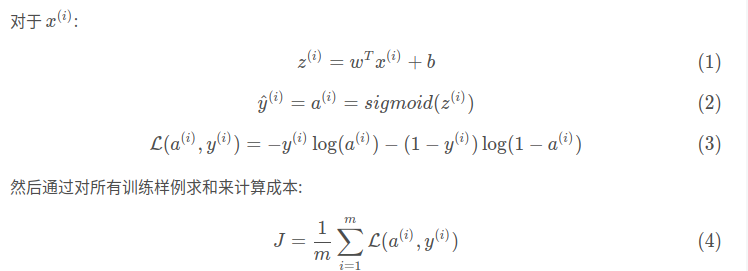 对于 x^{(i)}:
z^{(i)} = w^T x^{(i)} + b (1)
ŷ^{(i)} = a^{(i)} = sigmoid(z^{(i)}) (2)
ℒ(a^{(i)}, y^{(i)}) = −y^{(i)} log(a^{(i)}) − (1 − y^{(i)}) log(1 − a^{(i)}) (3)
然后通过对所有训练样例求和来计算成本:
J = \frac{1}{m} \sum_{i=1}^{m} ℒ(a^{(i)}, y^{(i)}) (4)